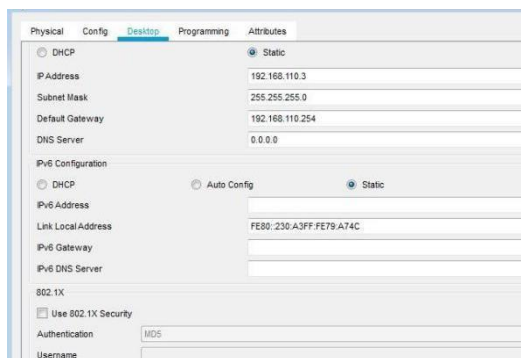 Physical Config Desktop Programming Attributes
DHCP Static
IP Address 192.168.110.3
Subnet Mask 255.255.255.0
Default Gateway 192.168.110.254
DNS Server 0.0.0.0
IPv6 Configuration
DHCP Auto Config Static
IPv6 Address
Link Local Address FE80::230:A3FF:FE79:A74C
IPv6 Gateway
IPv6 DNS Server
802.1X
Use 802.1X Security
Authentication MD5
Username